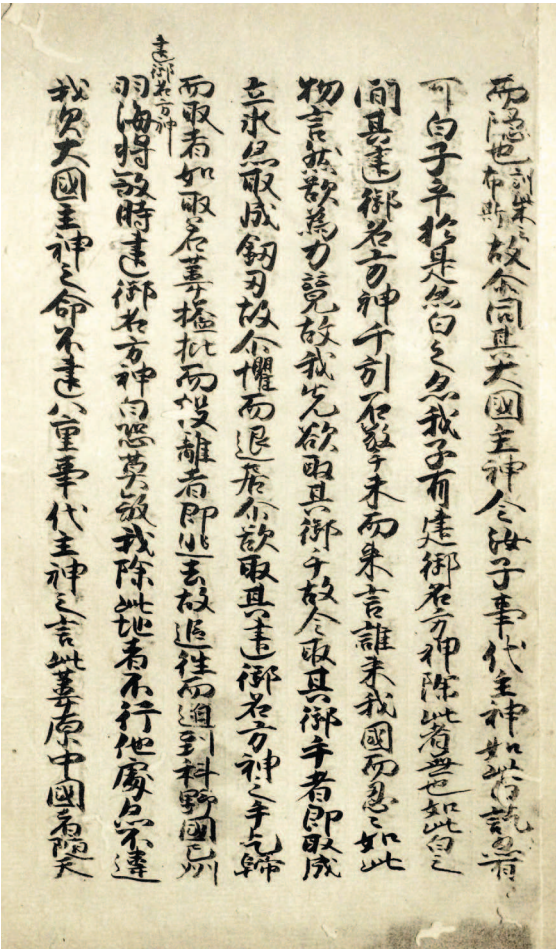 而隱也訓柴云布斯故尒問其大國主神今汝子事代主神如此白訖亦有
可白子乎於是亦白之亦我子有建御名方神除此者無也如此白之
間其建御名方神千引石擎手末而来言誰来我國而忍々如此
物言然欲為力競故我先欲取其御手故令取其御手者即取成
立氷亦取成釼刃故尒懼而退居尒欲取其建御名方神之手乞歸
而取者如取若葦搤批而投離者即逃去故追往而迫到科野國之州
建御名方神
羽海将殺時建御名方神白恐莫殺我除此地者不行他處亦不違
我父大國主神之命不違八重事代主神之言此葦原中國者隨天